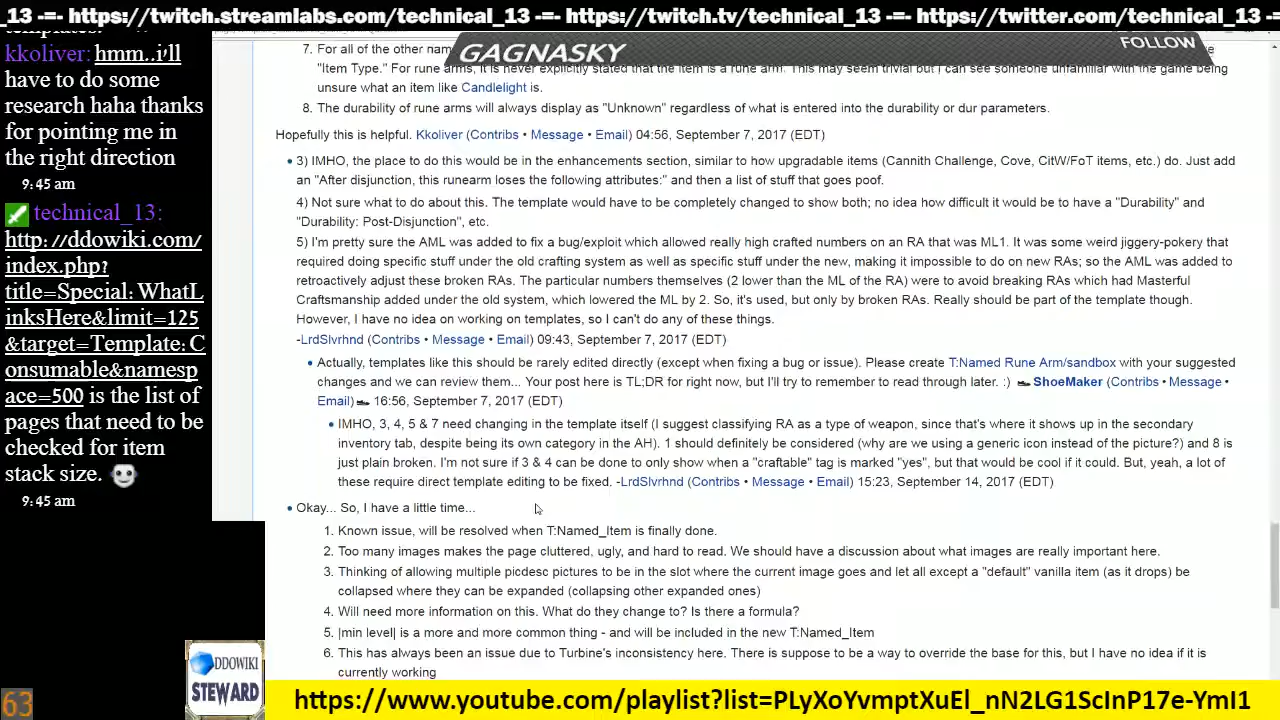 _13 -=- https://twitch.streamlabs.com/technical_13 -=- https://twitch.tv/technical_13 -=- https://twitter.com/technical_13 -=
kkoliver: hmm..i'll
have to do some
research haha thanks
for pointing me in
the right direction
9:45 am
technical_13:
http://ddowiki.com/
index.php?
title=Special:WhatL
inksHere&limit=125
&target=Template:C
onsumable&namesp
ace=500 is the list of
pages that need to be
checked for item
stack size.
9:45 am
GAGNASKY
FOLLOW
7. For all of the other nam
"Item Type." For rune arms, it is never explicitly stated that the item is a rune arm. This may seem trivial but I can see someone unfamiliar with the game being
unsure what an item like Candlelight is.
8. The durability of rune arms will always display as "Unknown" regardless of what is entered into the durability or dur parameters.
Hopefully this is helpful. Kkoliver (Contribs • Message • Email) 04:56, September 7, 2017 (EDT)
• 3) IMHO, the place to do this would be in the enhancements section, similar to how upgradable items (Cannith Challenge, Cove, CitW/FoT items, etc.) do. Just add
an "After disjunction, this runearm loses the following attributes:" and then a list of stuff that goes poof.
4) Not sure what to do about this. The template would have to be completely changed to show both; no idea how difficult it would be to have a "Durability" and
"Durability: Post-Disjunction", etc.
5) I'm pretty sure the AML was added to fix a bug/exploit which allowed really high crafted numbers on an RA that was ML1. It was some weird jiggery-pokery that
required doing specific stuff under the old crafting system as well as specific stuff under the new, making it impossible to do on new RAs; so the AML was added to
retroactively adjust these broken RAs. The particular numbers themselves (2 lower than the ML of the RA) were to avoid breaking RAs which had Masterful
Craftsmanship added under the old system, which lowered the ML by 2. So, it's used, but only by broken RAs. Really should be part of the template though.
However, I have no idea on working on templates, so I can't do any of these things.
-LrdSlvrhnd (Contribs • Message • Email) 09:43, September 7, 2017 (EDT)
• Actually, templates like this should be rarely edited directly (except when fixing a bug or issue). Please create T:Named Rune Arm/sandbox with your suggested
changes and we can review them... Your post here is TL;DR for right now, but I'll try to remember to read through later. :) ShoeMaker (Contribs • Message •
Email) 16:56, September 7, 2017 (EDT)
• IMHO, 3, 4, 5 & 7 need changing in the template itself (I suggest classifying RA as a type of weapon, since that's where it shows up in the secondary
inventory tab, despite being its own category in the AH). 1 should definitely be considered (why are we using a generic icon instead of the picture?) and 8 is
just plain broken. I'm not sure if 3 & 4 can be done to only show when a "craftable" tag is marked "yes", but that would be cool if it could. But, yeah, a lot of
these require direct template editing to be fixed. -LrdSlvrhnd (Contribs • Message • Email) 15:23, September 14, 2017 (EDT)
• Okay... So, I have a little time...
1. Known issue, will be resolved when T:Named_Item is finally done.
2. Too many images makes the page cluttered, ugly, and hard to read. We should have a discussion about what images are really important here.
3. Thinking of allowing multiple picdesc pictures to be in the slot where the current image goes and let all except a "default" vanilla item (as it drops) be
collapsed where they can be expanded (collapsing other expanded ones)
4. Will need more information on this. What do they change to? Is there a formula?
5. |min level| is a more and more common thing - and will be included in the new T:Named_Item
6. This has always been an issue due to Turbine's inconsistency here. There is suppose to be a way to override the base for this, but I have no idea if it is
currently working
63
DDOWIKI
STEWARD
https://www.youtube.com/playlist?list=PLyXoYvmptXuEl_nN2LG1ScInP17e-YmI1